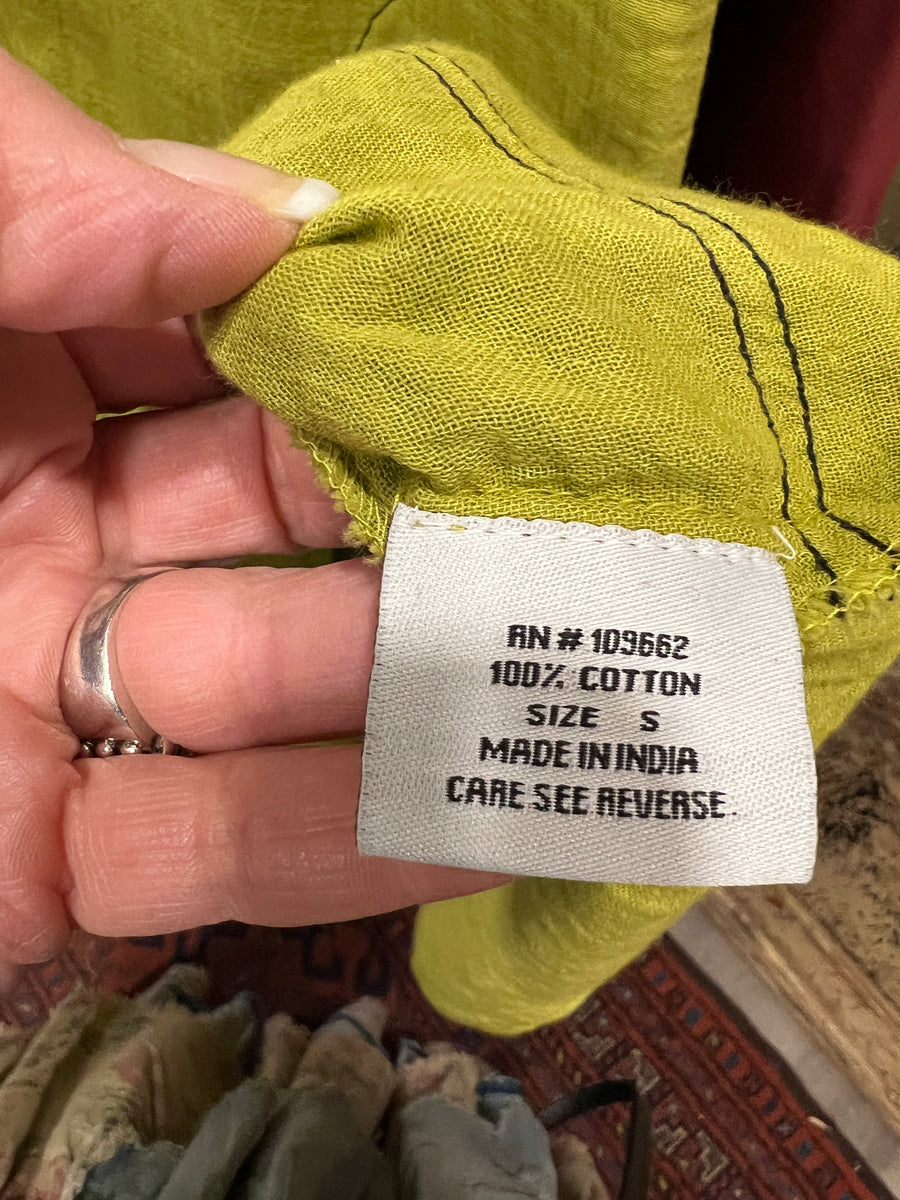 RN # 109662
100% COTTON
SIZE S
MADE IN INDIA
CARE SEE REVERSE.